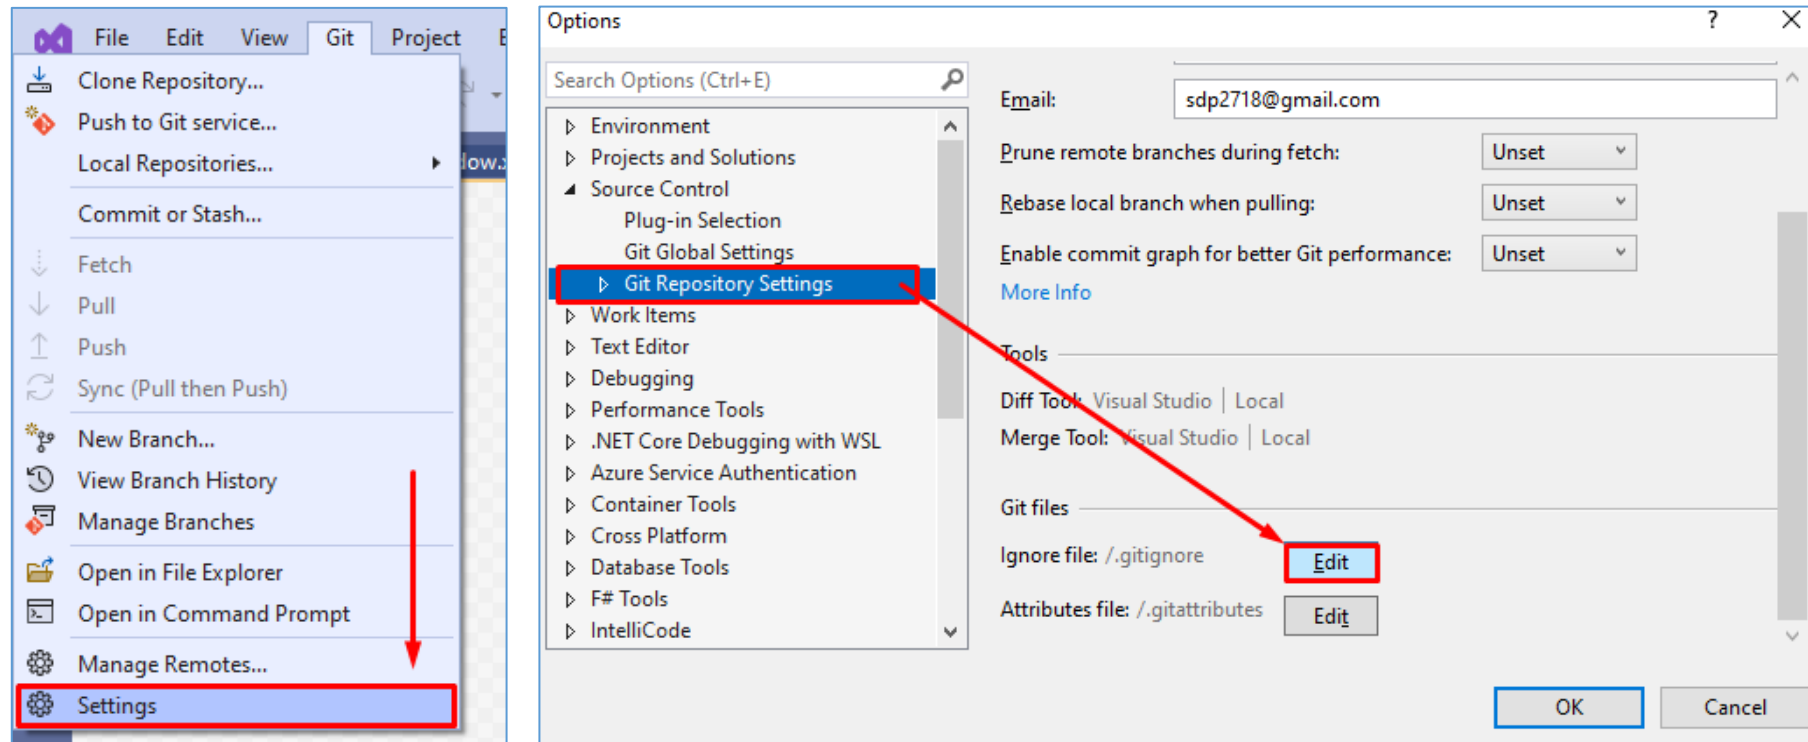 File Edit View Git Project
Clone Repository...
Push to Git service...
Local Repositories...
Commit or Stash...
Fetch
Pull
Push
Sync (Pull then Push)
New Branch...
View Branch History
Manage Branches
Open in File Explorer
Open in Command Prompt
Manage Remotes...
Settings
Options
?
Search Options (Ctrl+E)
Environment
Projects and Solutions
Source Control
Plug-in Selection
Git Global Settings
Git Repository Settings
Work Items
Text Editor
Debugging
Performance Tools
.NET Core Debugging with WSL
Azure Service Authentication
Container Tools
Cross Platform
Database Tools
F# Tools
IntelliCode
Email: sdp2718@gmail.com
Prune remote branches during fetch: Unset
Rebase local branch when pulling: Unset
Enable commit graph for better Git performance: Unset
More Info
Tools
Diff Tool: Visual Studio | Local
Merge Tool: Visual Studio | Local
Git files
Ignore file: /.gitignore Edit
Attributes file: /.gitattributes Edit
OK Cancel